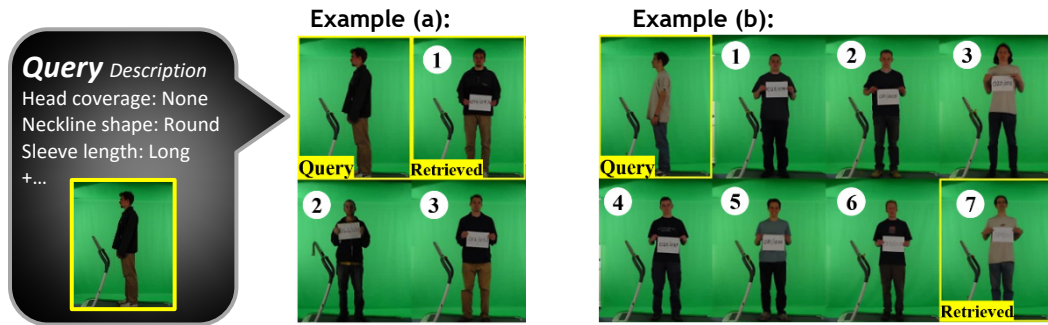 Example (a):
Example (b):
Query Description
Head coverage: None
Neckline shape: Round
Sleeve length: Long
+...
Query
1
Retrieved
2
3
Query
1
2
3
4
5
6
7
Retrieved